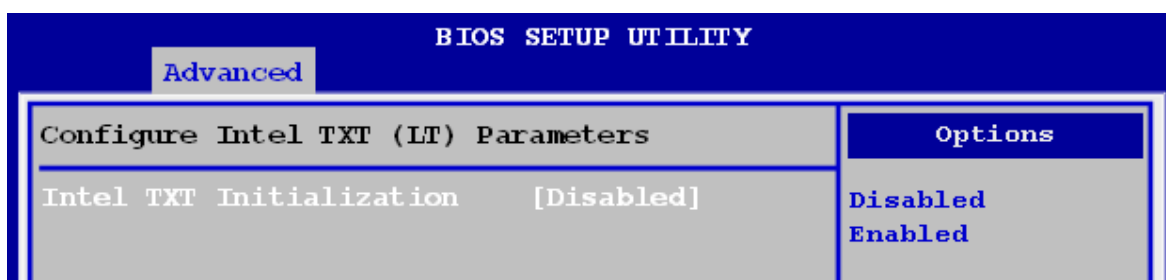 BIOS SETUP UTILITY
Advanced
Configure Intel TXT (LT) Parameters
Options
Intel TXT Initialization [Disabled]
Disabled
Enabled